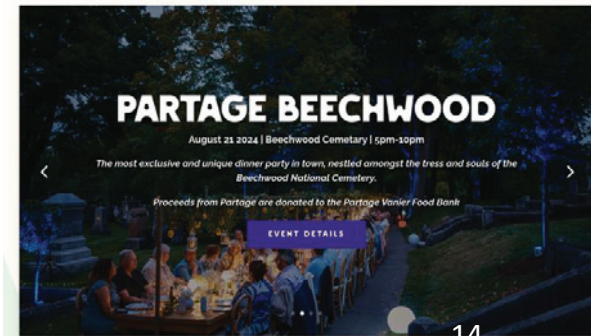 PARTAGE BEECHWOOD
August 21 2024 | Beechwood Cemetary | 5pm-10pm
The most exclusive and unique dinner party in town, nestled amongst the tress and souls of the
Beechwood National Cemetery.
Proceeds from Partage are donated to the Partage Vanier Food Bank
EVENT DETAILS
14